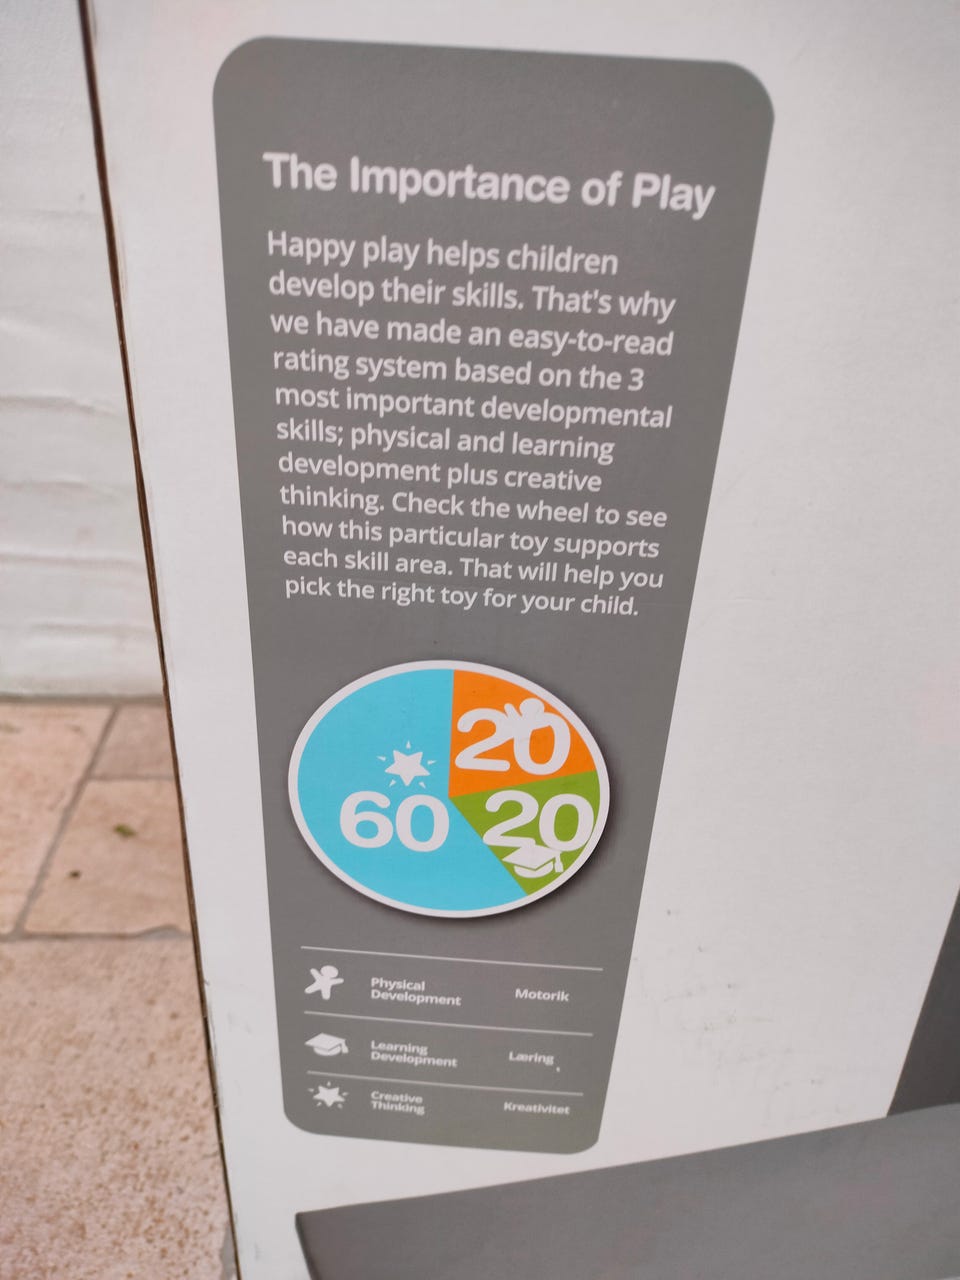 The Importance of Play
Happy play helps children
develop their skills. That's why
we have made an easy-to-read
rating system based on the 3
most important developmental
skills; physical and learning
development plus creative
thinking. Check the wheel to see
how this particular toy supports
each skill area. That will help you
pick the right toy for your child.
20
60
20
Physical
Development
Motorik
Learning
Development
Læring
Creative
Thinking
Kreativitet